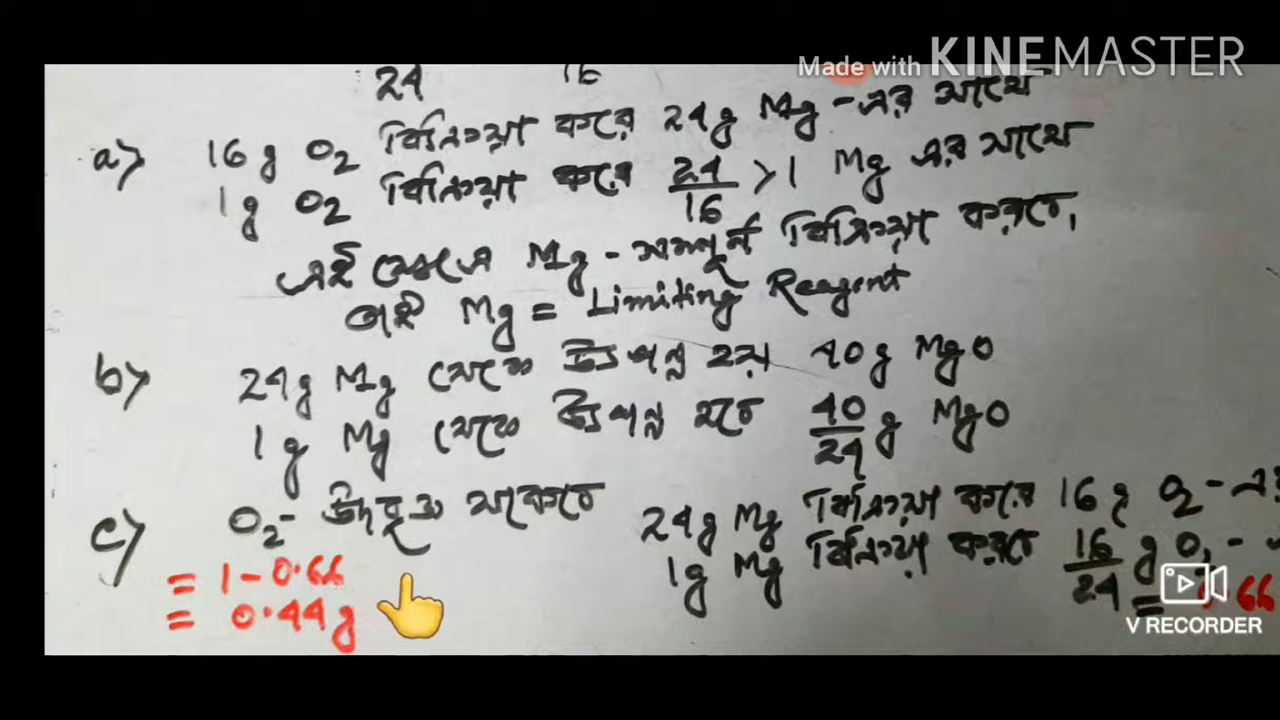 Made with KINEMASTER
24 16
a> 16g O2 বিক্রিয়া করে 24g Mg-এর সাথে
1g O2 বিক্রিয়া করে 24/16 >1 Mg এর সাথে
এই ক্ষেত্রে Mg-সম্পূর্ন বিক্রিয়া করবে,
তাই Mg = Limiting Reagent
b> 24g Mg থেকে উৎপন্ন হয় 40g MgO
1g Mg থেকে উৎপন্ন হবে 40/24 g MgO
c> O2- উদবৃত্ত থাকবে
= 1-0.66
= 0.44g
24g Mg বিক্রিয়া করে 16g O2-এ
1g Mg বিক্রিয়া করবে 16/24 g O2-
= .66
V RECORDER